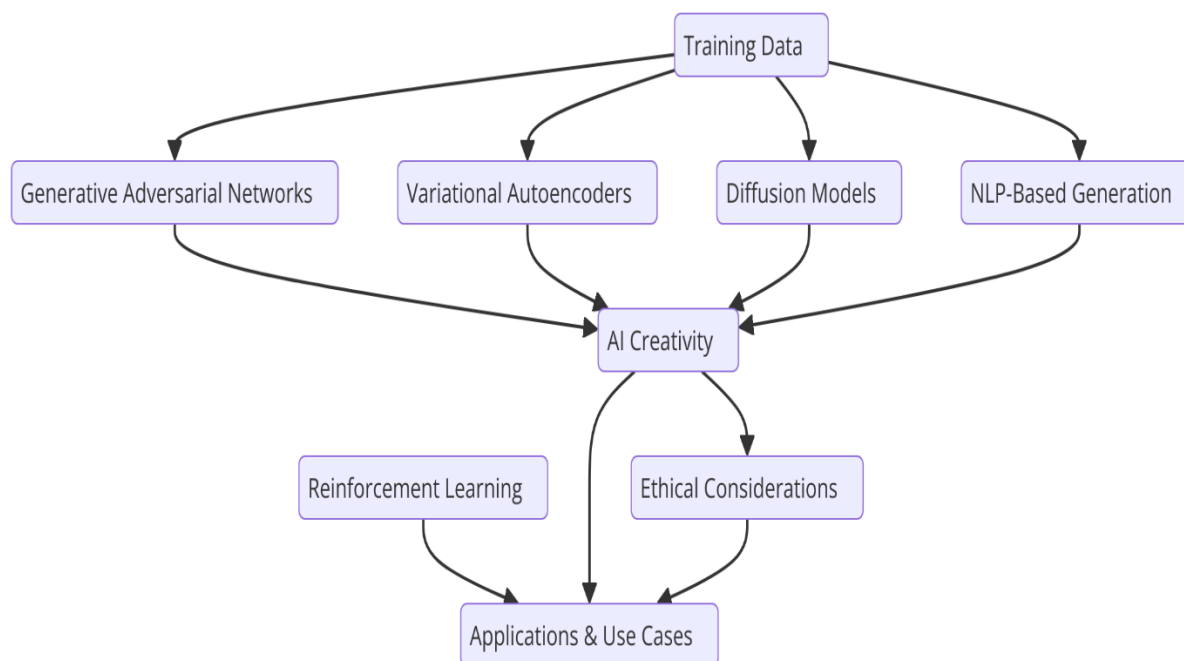 Training Data
Generative Adversarial Networks
Variational Autoencoders
Diffusion Models
NLP-Based Generation
AI Creativity
Reinforcement Learning
Ethical Considerations
Applications & Use Cases